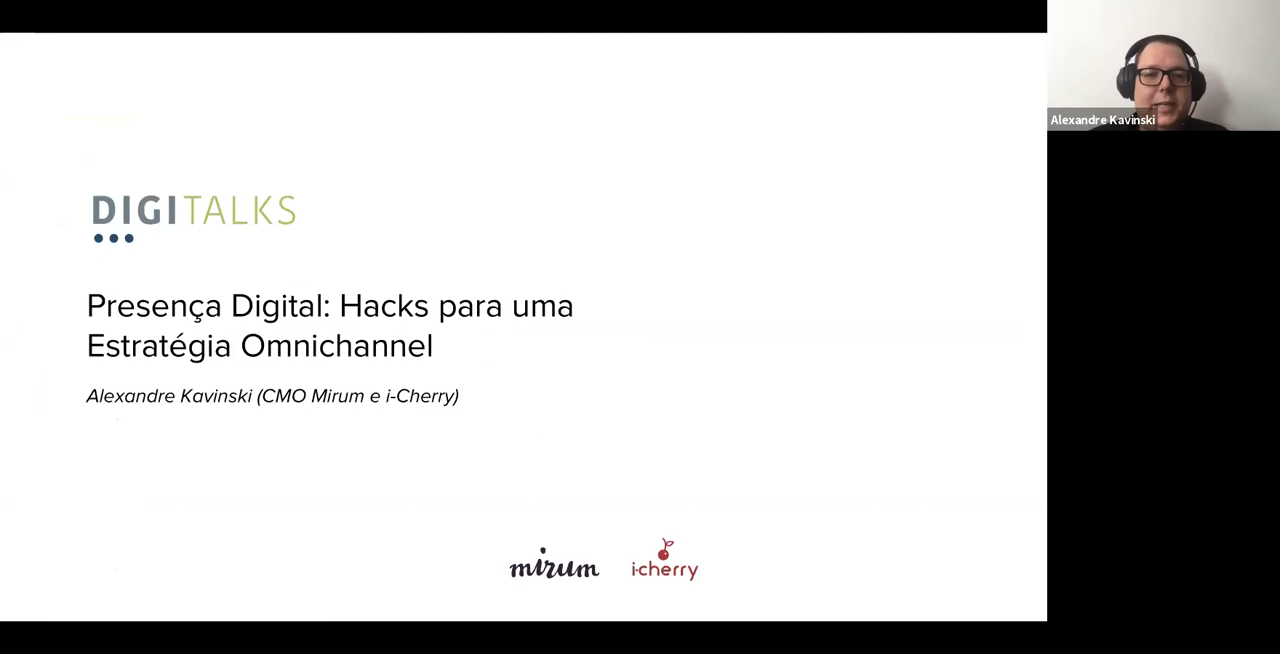 DIGITALKS
Presença Digital: Hacks para uma
Estratégia Omnichannel
Alexandre Kavinski (CMO Mirum e i-Cherry)
mirum
i-cherry
Alexandre Kavinski